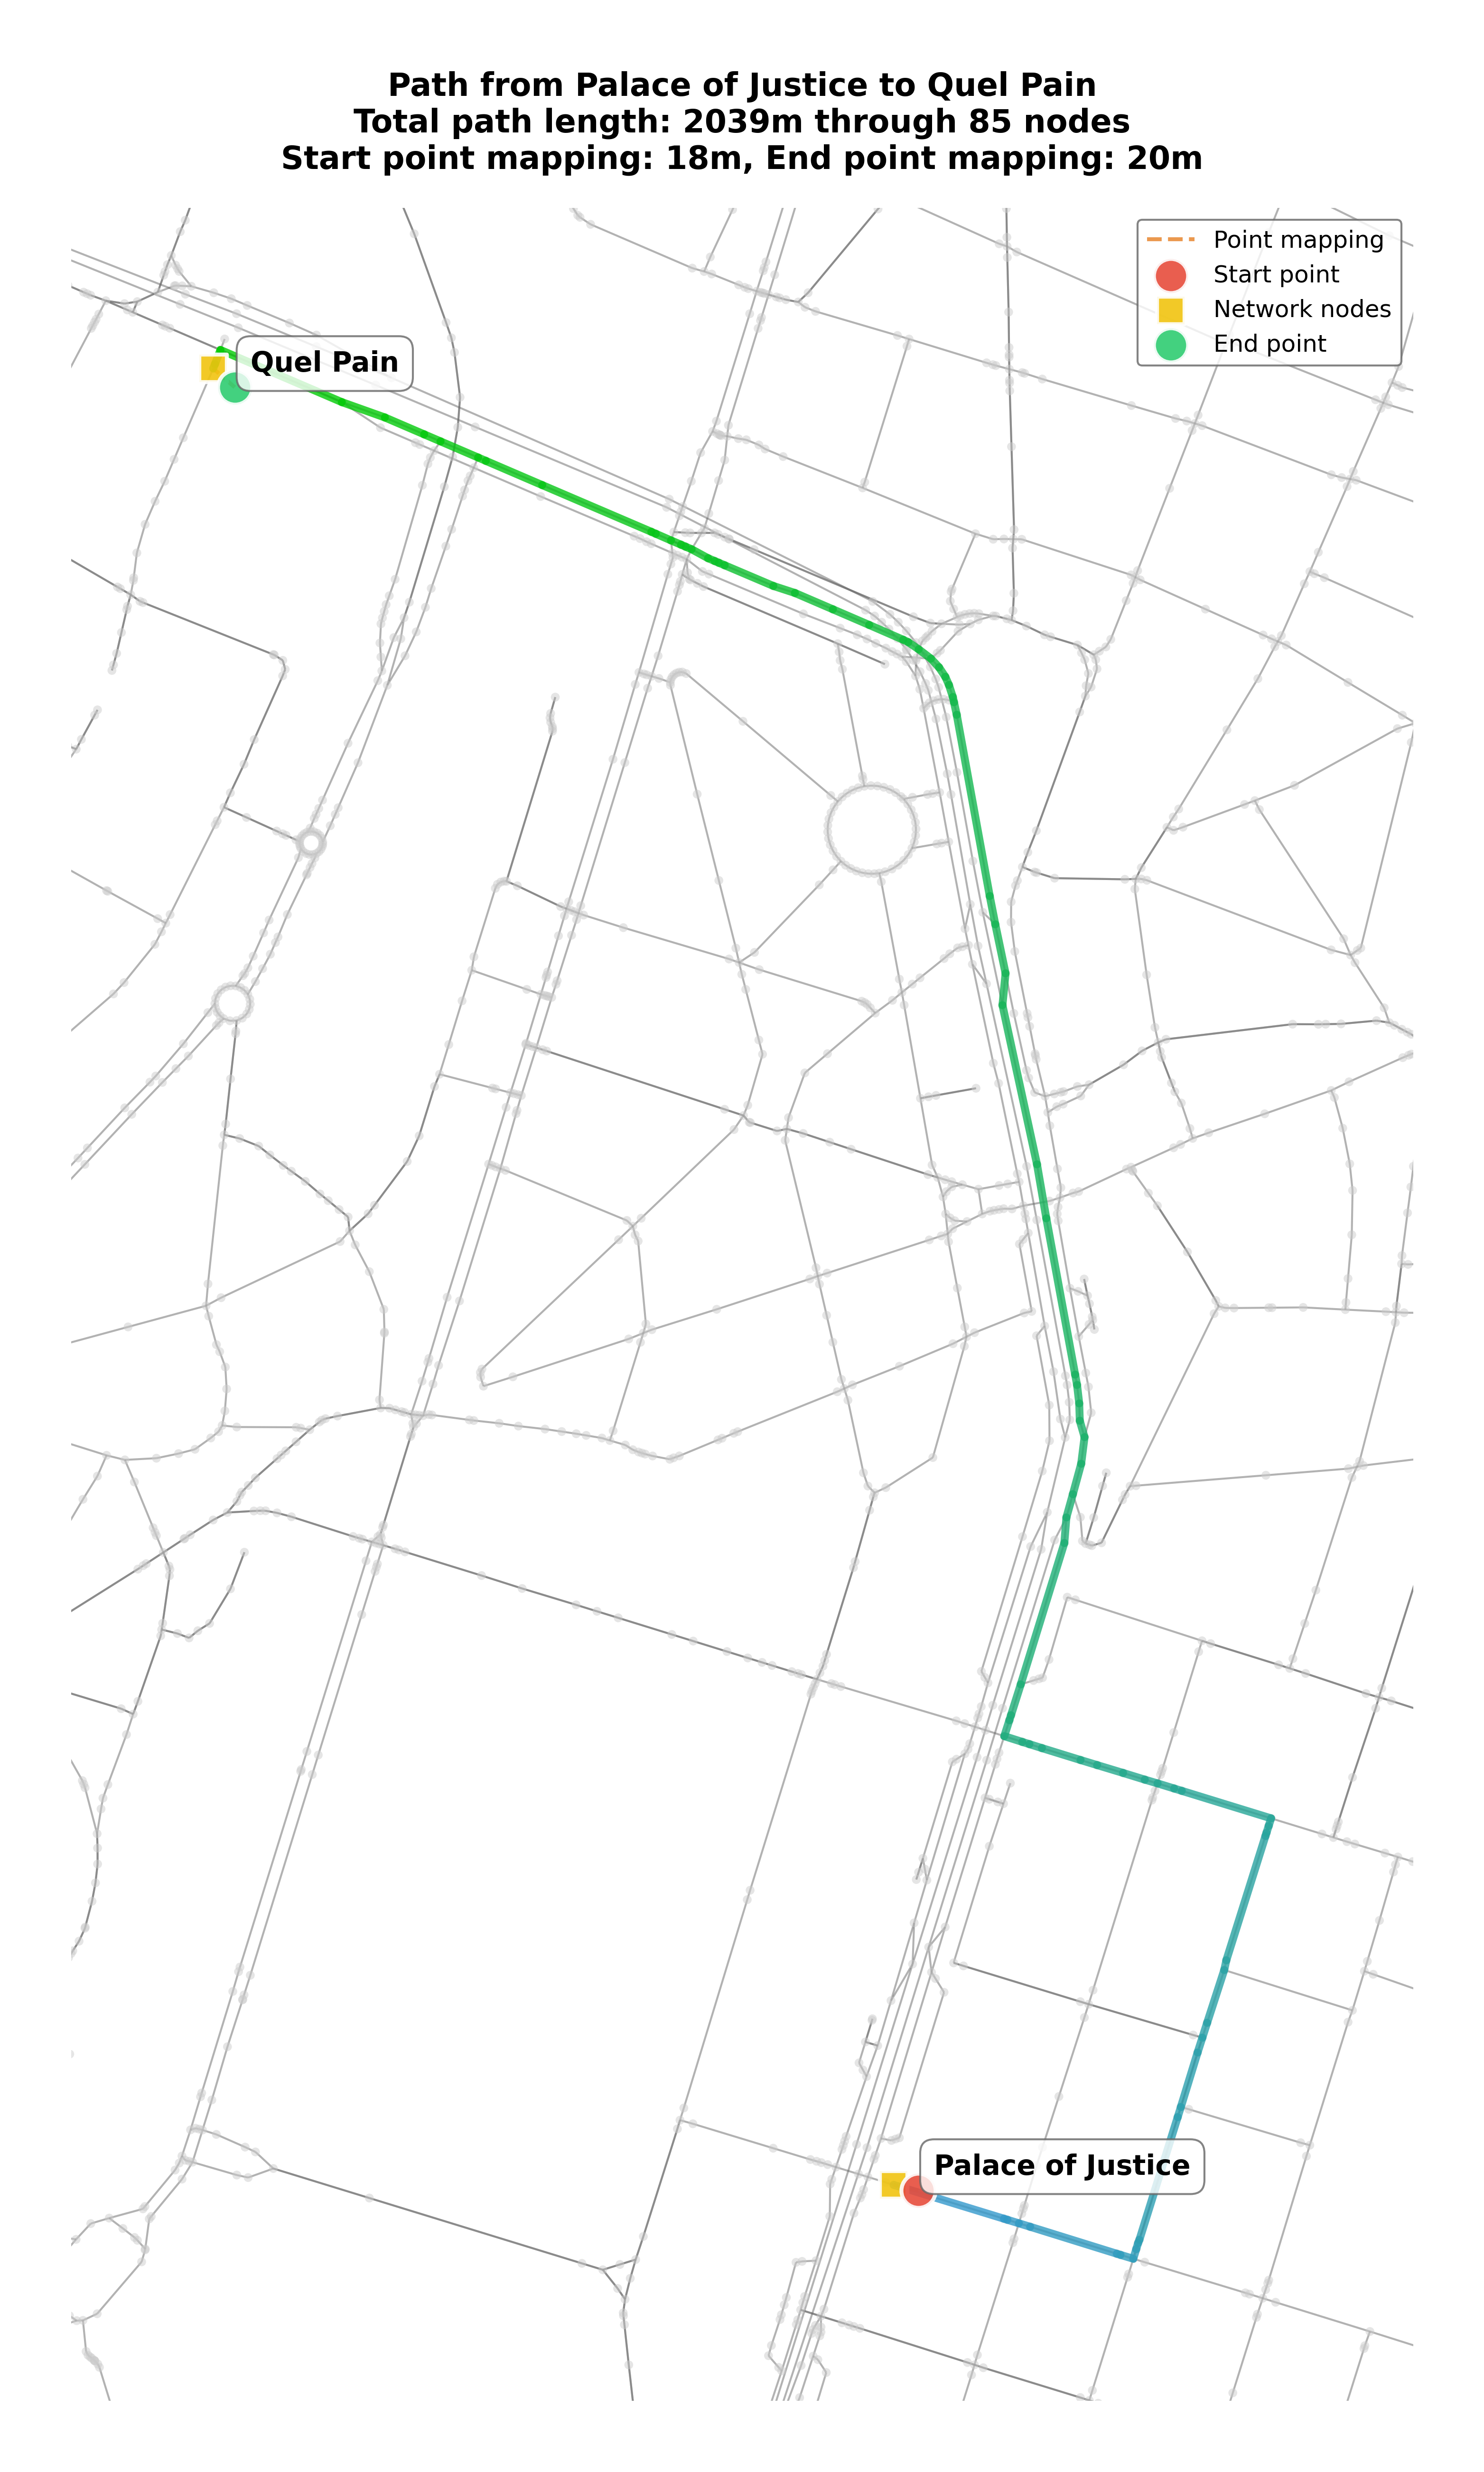 Path from Palace of Justice to Quel Pain
Total path length: 2039m through 85 nodes
Start point mapping: 18m, End point mapping: 20m
Point mapping
Start point
Network nodes
End point
Quel Pain
Palace of Justice